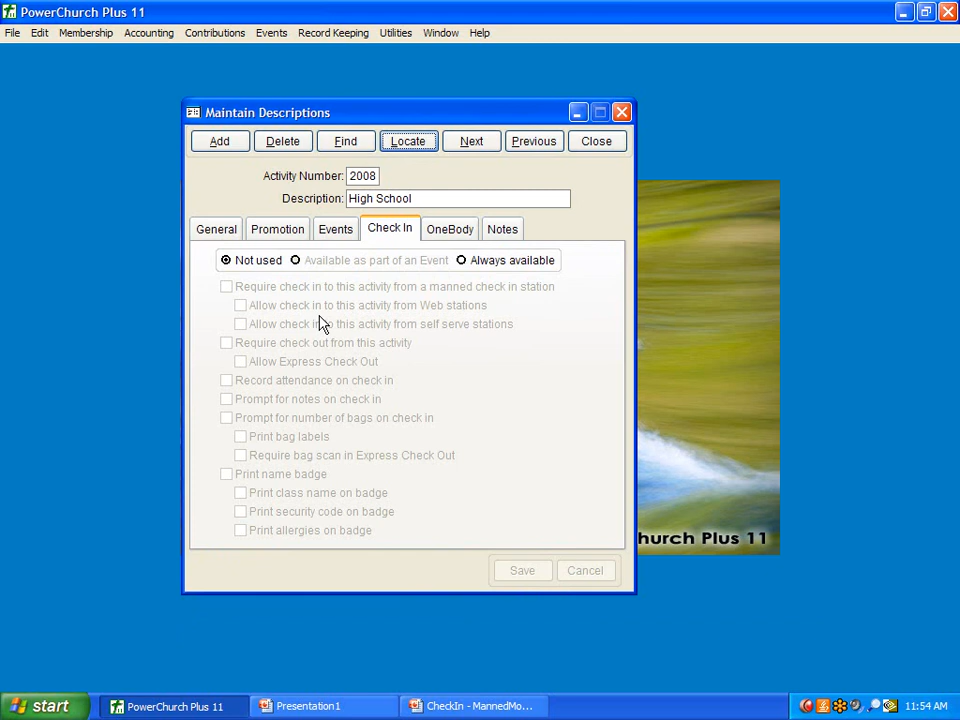 PowerChurch Plus 11
File Edit Membership Accounting Contributions Events Record Keeping Utilities Window Help
Maintain Descriptions
Add Delete Find Locate Next Previous Close
Activity Number: 2008
Description: High School
General Promotion Events Check In OneBody Notes
Not used Available as part of an Event Always available
Require check in to this activity from a manned check in station
Allow check into this activity from Web stations
Allow check in to this activity from self serve stations
Require check out from this activity
Allow Express Check Out
Record attendance on check in
Prompt for notes on check in
Prompt for number of bags on check in
Print bag labels
Require bag scan in Express Check Out
Print name badge
Print class name on badge
Print security code on badge
Print allergies on badge
hurch Plus 11
Save Cancel
start PowerChurch Plus 11 Presentation1 CheckIn - MannedMo... 11:54 AM